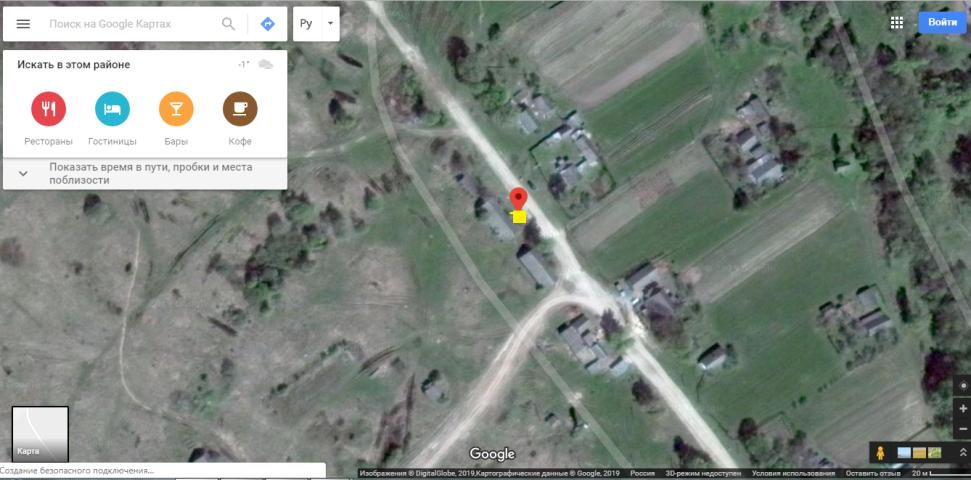 Поиск на Google Картах
Ру
Войти
Искать в этом районе
-1°
Рестораны
Гостиницы
Бары
Кофе
Показать время в пути, пробки и места
поблизости
Карта
Google
Создание безопасного подключения...
Изображения © DigitalGlobe, 2019,Картографические данные © Google, 2019 Россия 3D-режим недоступен Условия использования Оставить отзыв 20 м